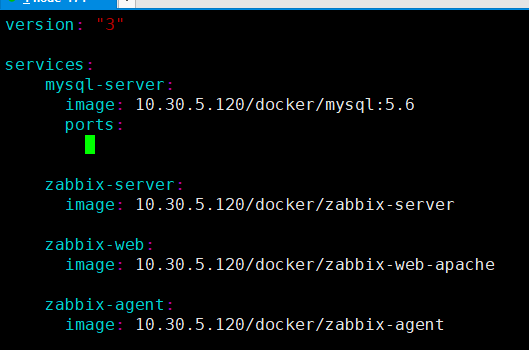 version: "3"
services:
mysql-server:
image: 10.30.5.120/docker/mysql:5.6
ports:
zabbix-server:
image: 10.30.5.120/docker/zabbix-server
zabbix-web:
image: 10.30.5.120/docker/zabbix-web-apache
zabbix-agent:
image: 10.30.5.120/docker/zabbix-agent